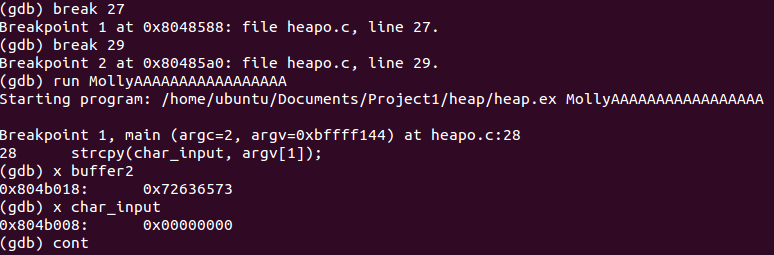 (gdb) break 27
Breakpoint 1 at 0x8048588: file heapo.c, line 27.
(gdb) break 29
Breakpoint 2 at 0x80485a0: file heapo.c, line 29.
(gdb) run MollyAAAAAAAAAAAAAAAAA
Starting program: /home/ubuntu/Documents/Project1/heap/heap.ex MollyAAAAAAAAAAAAAAAAA
Breakpoint 1, main (argc=2, argv=0xbffff144) at heapo.c:28
28      strcpy(char_input, argv[1]);
(gdb) x buffer2
0x804b018:      0x72636573
(gdb) x char_input
0x804b008:      0x00000000
(gdb) cont